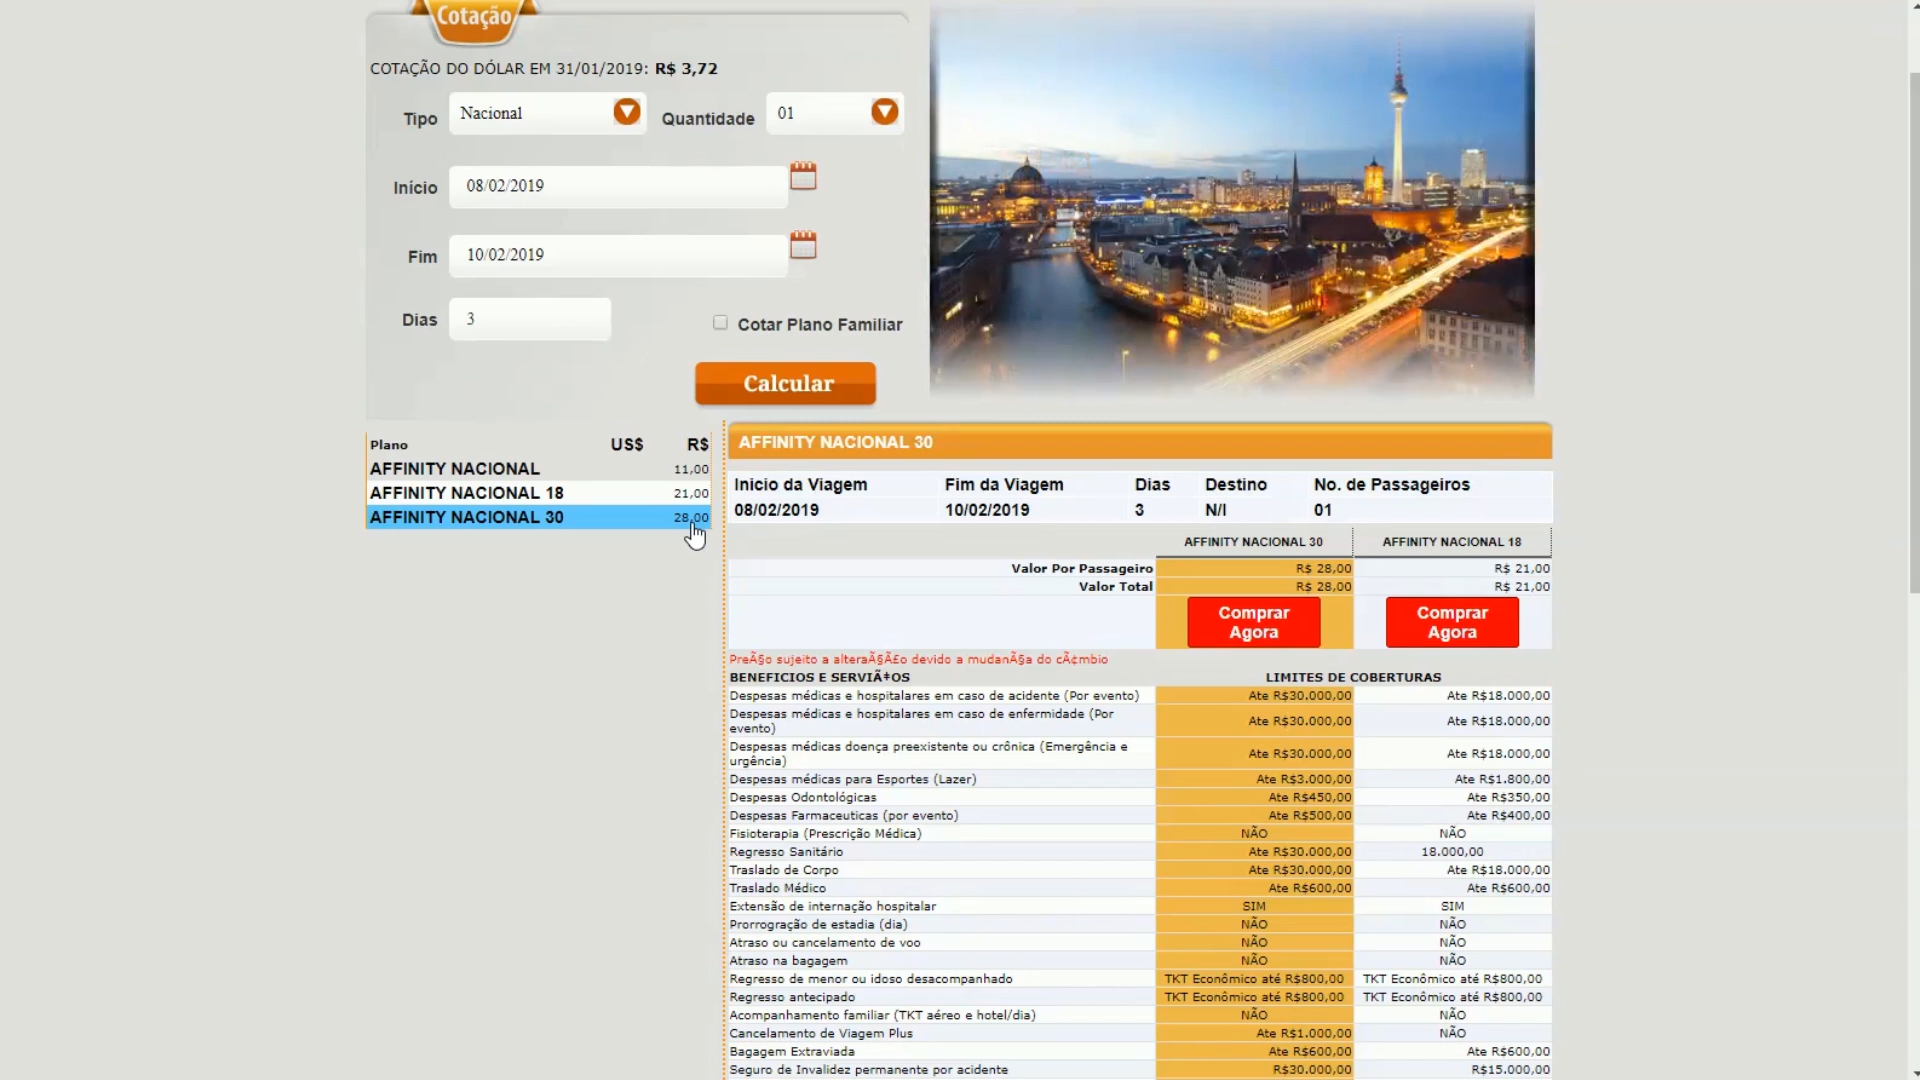 Cotação
COTAÇÃO DO DÓLAR EM 31/01/2019: R$ 3,72
Tipo Nacional Quantidade 01
Início 08/02/2019
Fim 10/02/2019
Dias 3 Cotar Plano Familiar
Calcular
Plano US$ R$
AFFINITY NACIONAL 11,00
AFFINITY NACIONAL 18 21,00
AFFINITY NACIONAL 30 28,00
AFFINITY NACIONAL 30
Inicio da Viagem Fim da Viagem Dias Destino No. de Passageiros
08/02/2019 10/02/2019 3 N/I 01
AFFINITY NACIONAL 30 AFFINITY NACIONAL 18
Valor Por Passageiro R$ 28,00 R$ 21,00
Valor Total R$ 28,00 R$ 21,00
Comprar Comprar
Agora Agora
PreÃ§o sujeito a alteraÃ§Ã£o devido a mudanÃ§a do cÃ¢mbio
BENEFICIOS E SERVIÃ‡OS LIMITES DE COBERTURAS
Despesas médicas e hospitalares em caso de acidente (Por evento) Ate R$30.000,00 Ate R$18.000,00
Despesas médicas e hospitalares em caso de enfermidade (Por
evento) Ate R$30.000,00 Ate R$18.000,00
Despesas médicas doença preexistente ou crônica (Emergência e
urgência) Ate R$30.000,00 Ate R$18.000,00
Despesas médicas para Esportes (Lazer) Ate R$3.000,00 Ate R$1.800,00
Despesas Odontológicas Ate R$450,00 Ate R$350,00
Despesas Farmaceuticas (por evento) Ate R$500,00 Ate R$400,00
Fisioterapia (Prescrição Médica) NÃO NÃO
Regresso Sanitário Ate R$30.000,00 18.000,00
Traslado de Corpo Ate R$30.000,00 Ate R$18.000,00
Traslado Médico Ate R$600,00 Ate R$600,00
Extensão de internação hospitalar SIM SIM
Prorrogração de estadia (dia) NÃO NÃO
Atraso ou cancelamento de voo NÃO NÃO
Atraso na bagagem NÃO NÃO
Regresso de menor ou idoso desacompanhado TKT Econômico até R$800,00 TKT Econômico até R$800,00
Regresso antecipado TKT Econômico até R$800,00 TKT Econômico até R$800,00
Acompanhamento familiar (TKT aéreo e hotel/dia) NÃO NÃO
Cancelamento de Viagem Plus Ate R$1.000,00 NÃO
Bagagem Extraviada Ate R$600,00 Ate R$600,00
Seguro de Invalidez permanente por acidente R$30.000,00 R$15.000,00